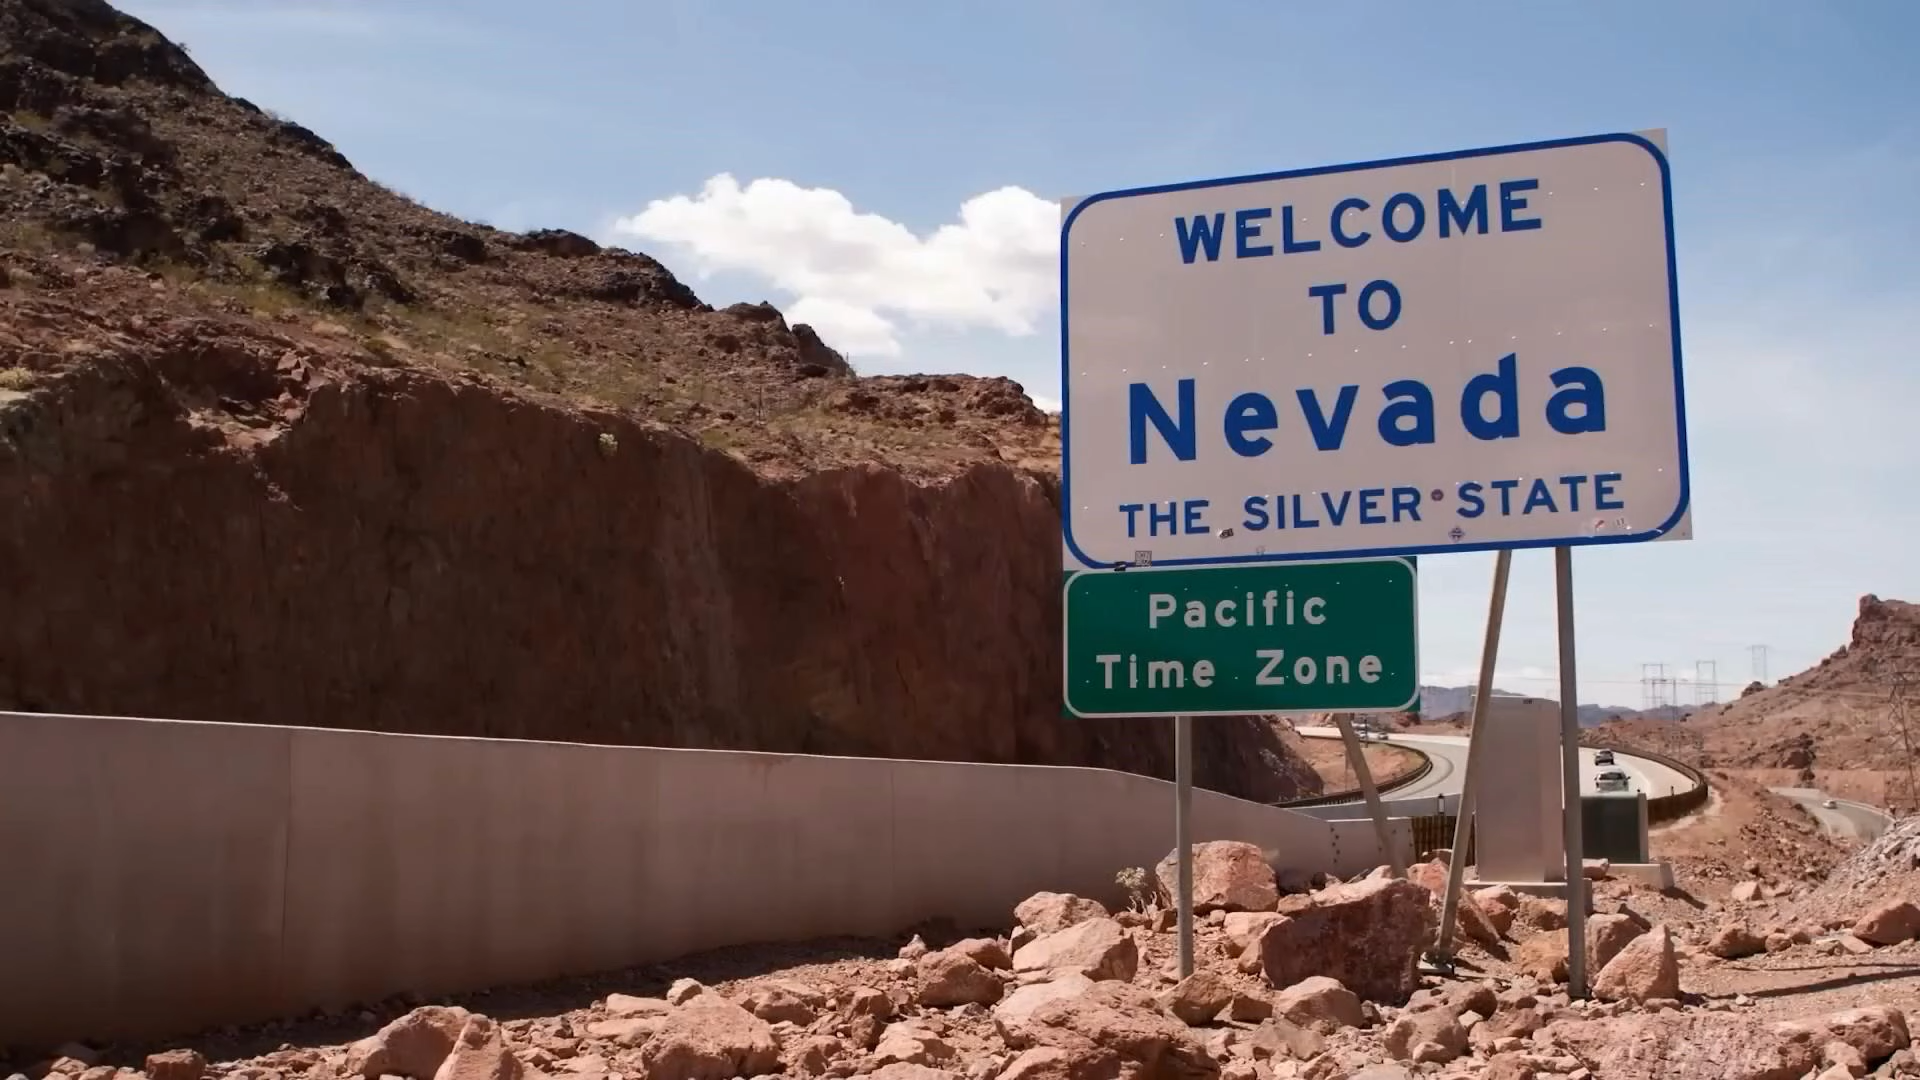 WELCOME
TO
Nevada
THE SILVER STATE
Pacific
Time Zone